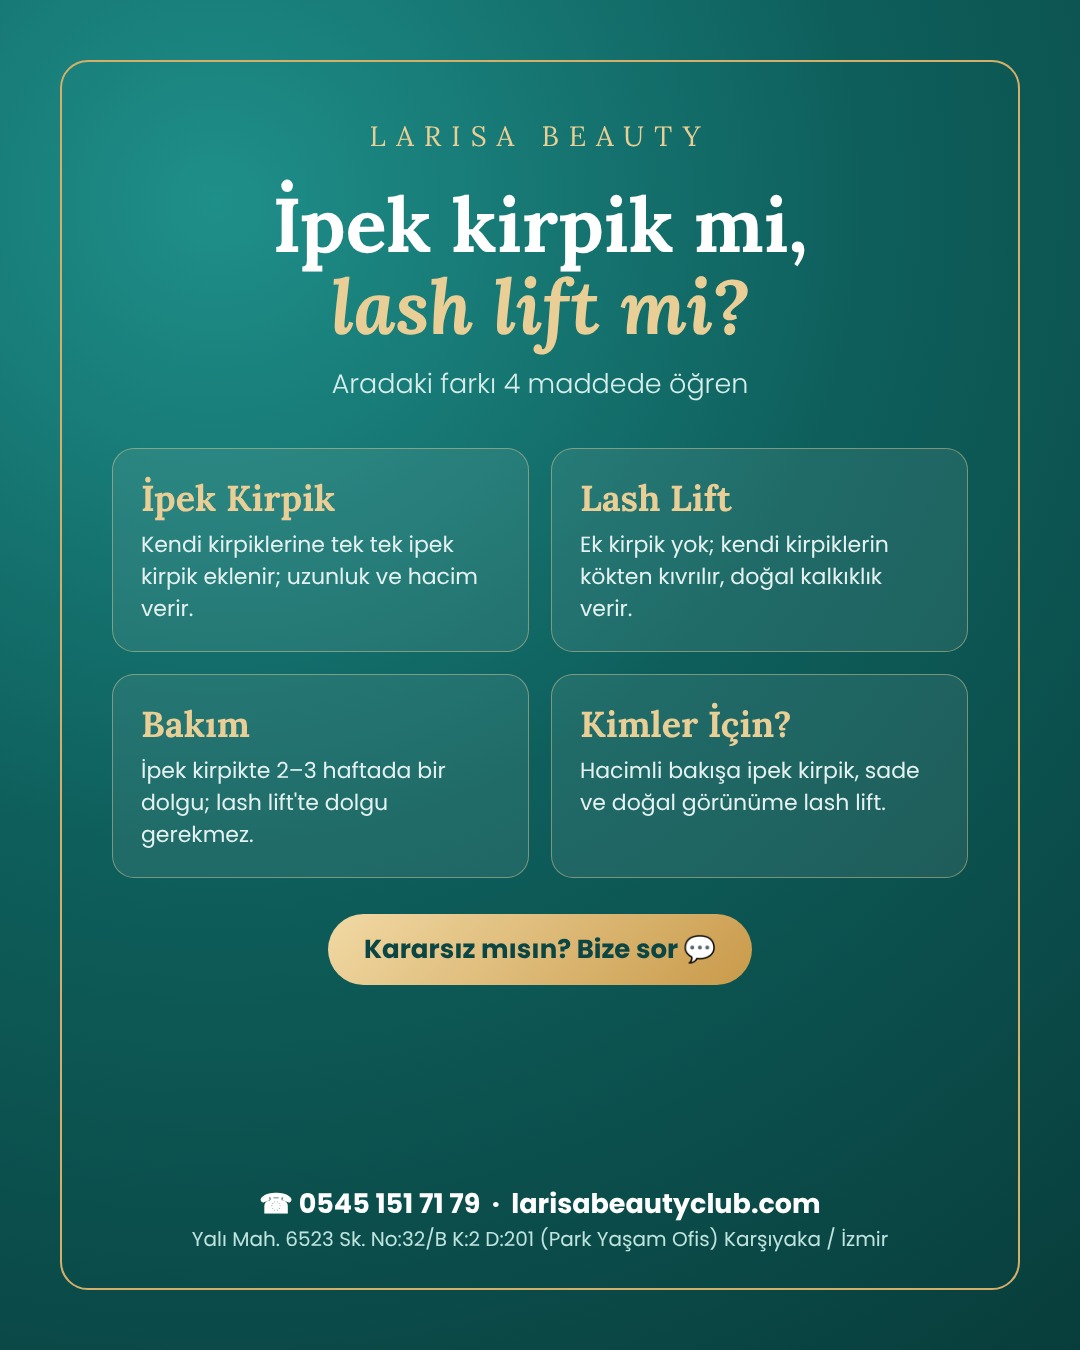 LARISA BEAUTY
İpek kirpik mi,
lash lift mi?
Aradaki farkı 4 maddede öğren
İpek Kirpik
Kendi kirpiklerine tek tek ipek
kirpik eklenir; uzunluk ve hacim
verir.
Lash Lift
Ek kirpik yok; kendi kirpiklerin
kökten kıvrılır, doğal kalkıklık
verir.
Bakım
İpek kirpikte 2–3 haftada bir
dolgu; lash lift'te dolgu
gerekmez.
Kimler İçin?
Hacimli bakışa ipek kirpik, sade
ve doğal görünüme lash lift.
Kararsız mısın? Bize sor 💬
☎ 0545 151 71 79 · larisabeautyclub.com
Yalı Mah. 6523 Sk. No:32/B K:2 D:201 (Park Yaşam Ofis) Karşıyaka / İzmir